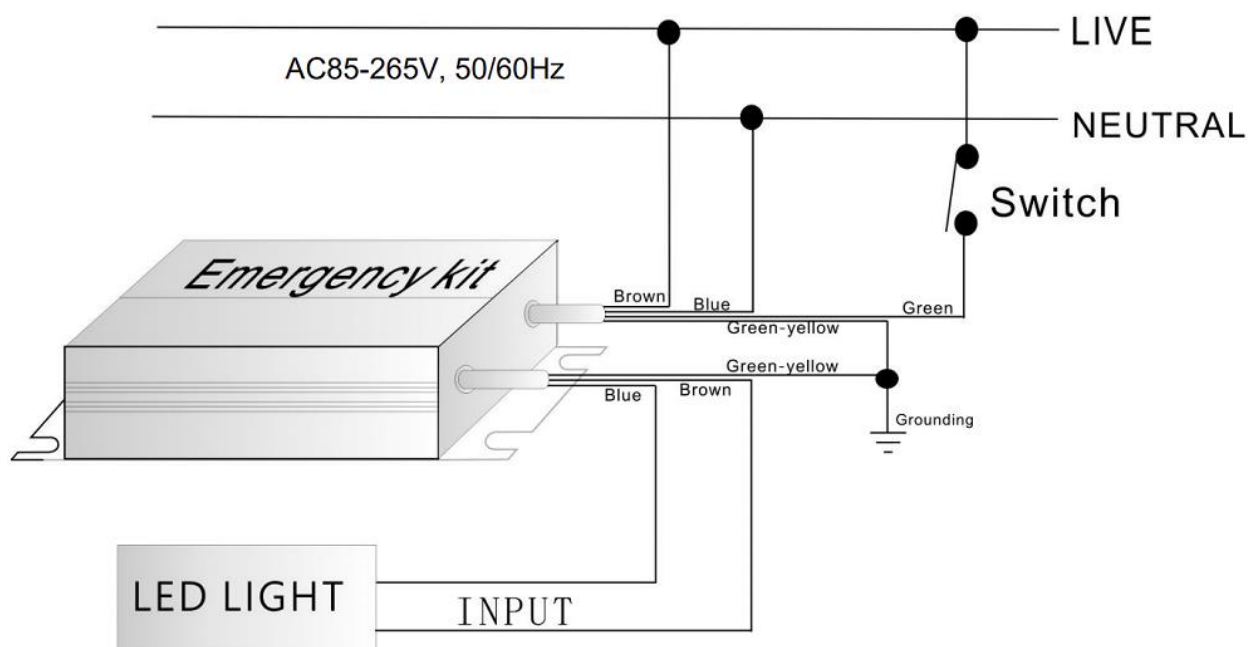 LIVE
AC85-265V, 50/60Hz
NEUTRAL
Switch
Emergency kit
Brown
Blue
Green
Green-yellow
Green-yellow
Blue
Brown
Grounding
LED LIGHT
INPUT